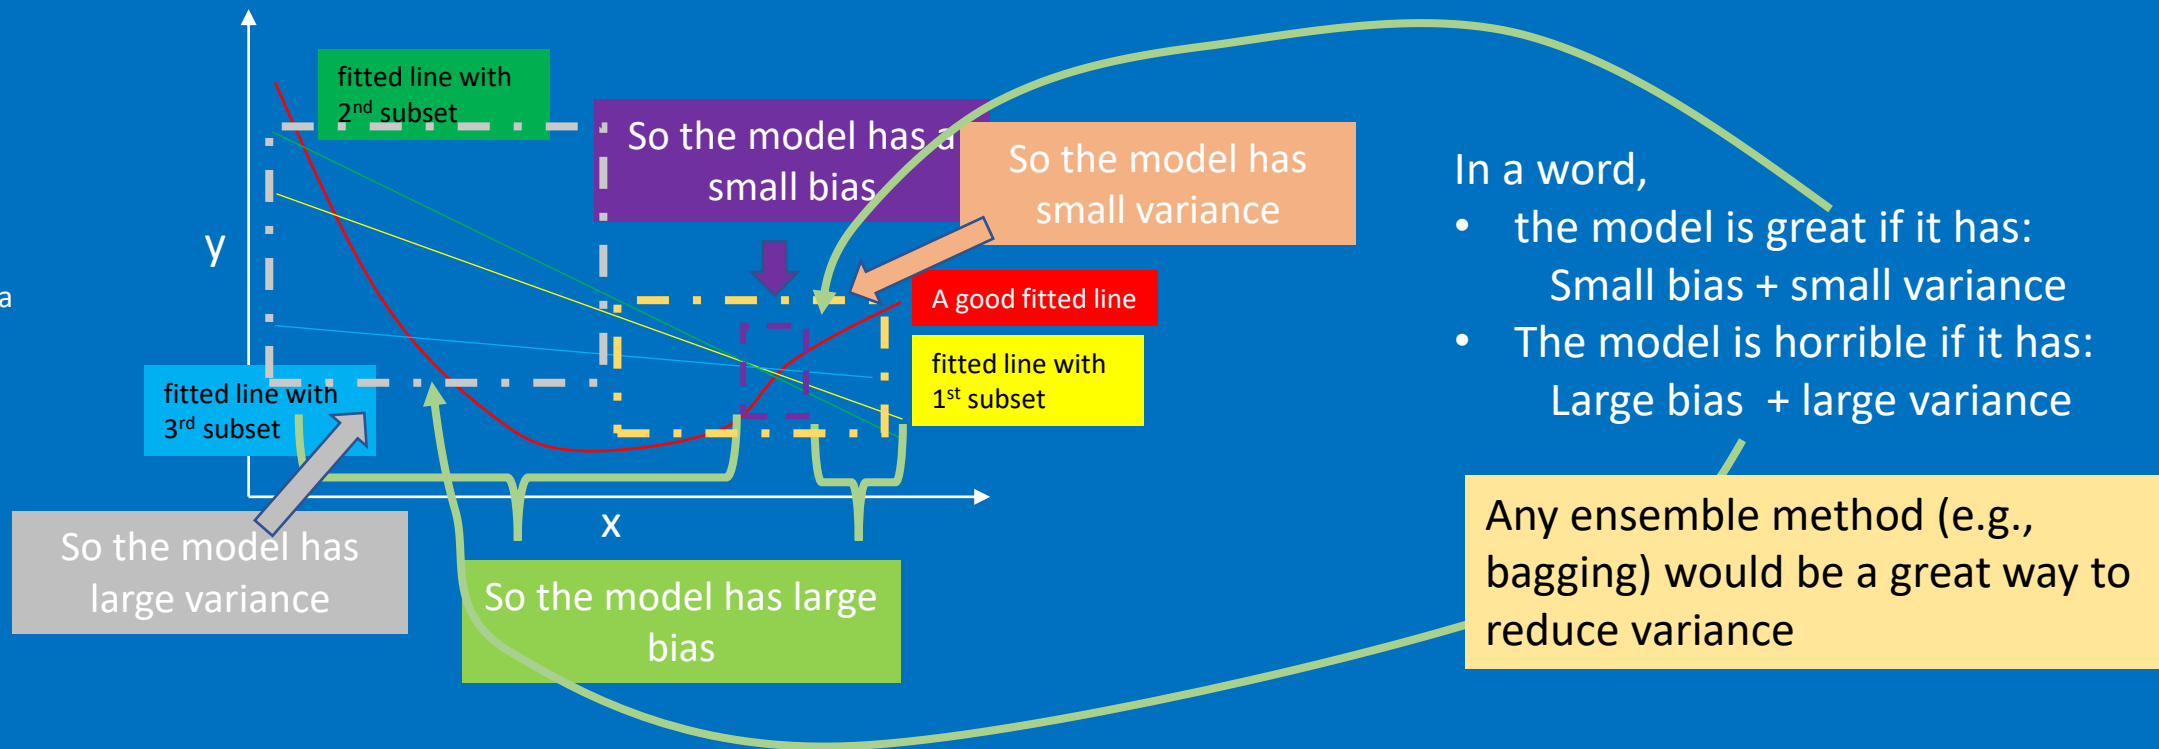 fitted line with
2nd subset
So the model has a
small bias
So the model has
small variance
y
a
A good fitted line
fitted line with
1st subset
fitted line with
3rd subset
x
So the model has
large variance
So the model has large
bias
In a word,
• the model is great if it has:
Small bias + small variance
• The model is horrible if it has:
Large bias + large variance
Any ensemble method (e.g.,
bagging) would be a great way to
reduce variance